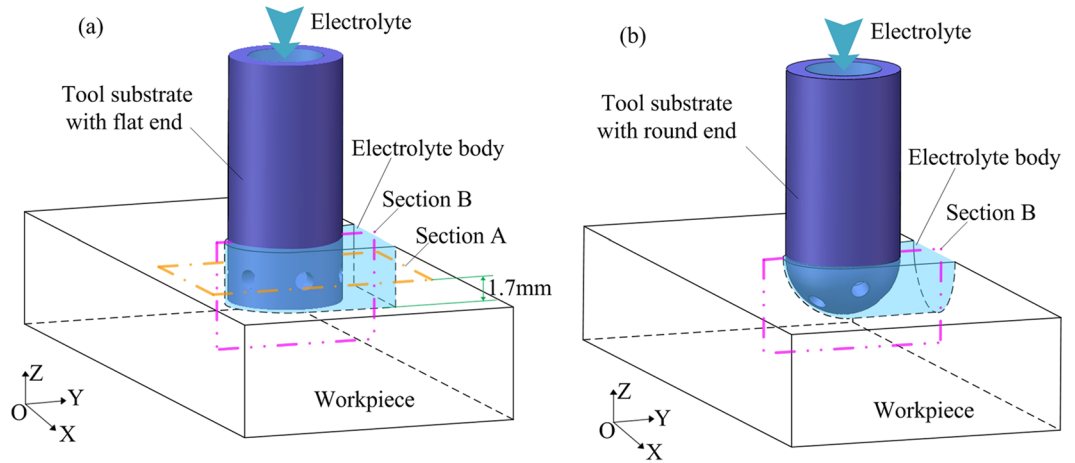 (a)
Electrolyte
Tool substrate
with flat end
Electrolyte body
Section B
Section A
1.7mm
Workpiece
Z
O
Y
X
(b)
Electrolyte
Tool substrate
with round end
Electrolyte body
Section B
Workpiece
Z
O
Y
X